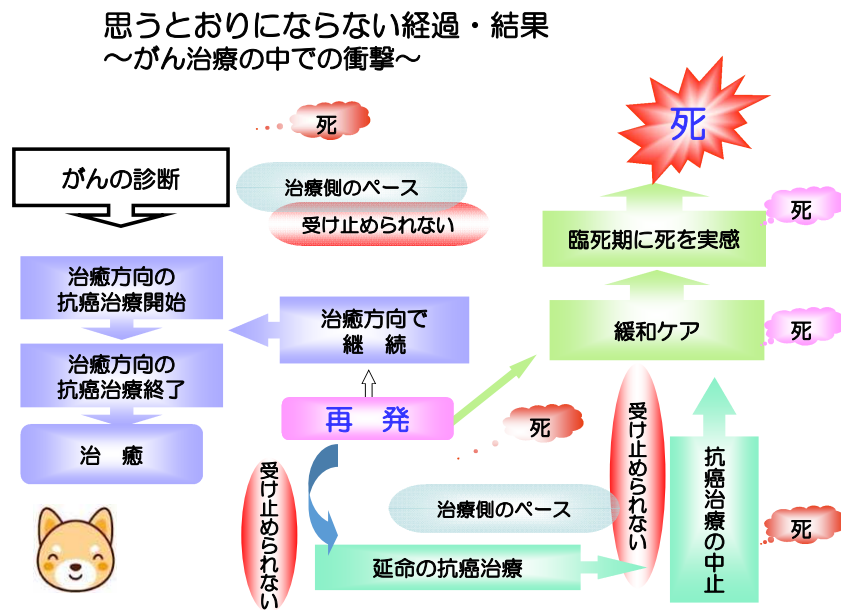 思うとおりにならない経過・結果
～がん治療の中での衝撃～
死
死
がんの診断
治療側のペース
受け止められない
死
臨死期に死を実感
治癒方向の
抗癌治療開始
治癒方向で
継　続
緩和ケア
死
治癒方向の
抗癌治療終了
再　発
死
受け止められない
治　癒
抗癌治療の中止
受け止められない
治療側のペース
死
延命の抗癌治療